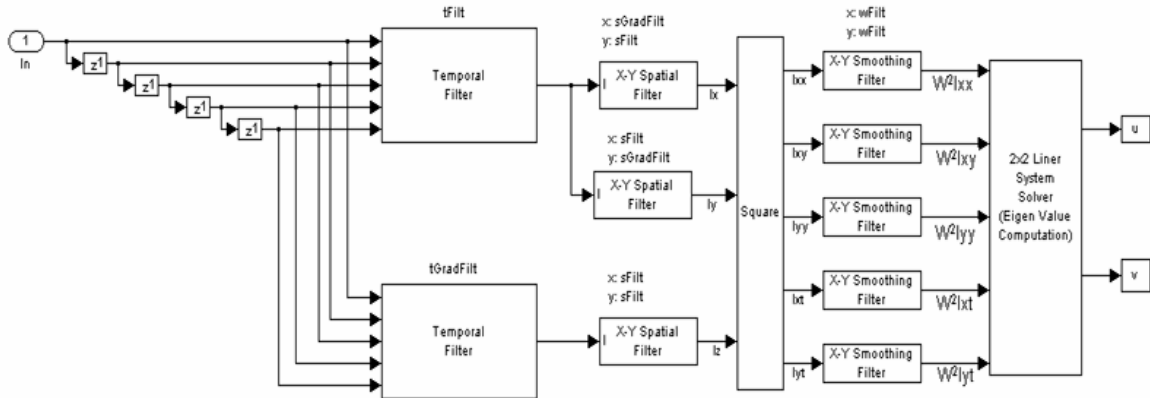 tFilt
x: sGradFilt
y: sFilt
x: wFilt
y: wFilt
1
In
z1
z1
z1
z1
Temporal
Filter
I
X-Y Spatial
Filter
Ix
x: sFilt
y: sGradFilt
I
X-Y Spatial
Filter
Iy
tGradFilt
Temporal
Filter
x: sFilt
y: sFilt
I
X-Y Spatial
Filter
Iz
Square
Ixx
X-Y Smoothing
Filter
W²Ixx
Ixy
X-Y Smoothing
Filter
W²Ixy
Iyy
X-Y Smoothing
Filter
W²Iyy
Ixt
X-Y Smoothing
Filter
W²Ixt
Iyt
X-Y Smoothing
Filter
W²Iyt
2x2 Liner
System
Solver
(Eigen Value
Computation)
u
v